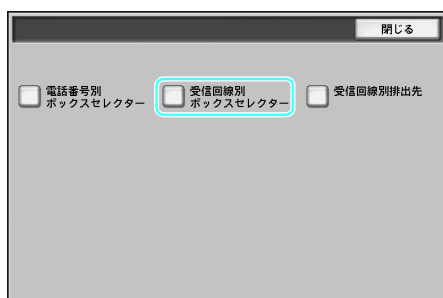 閉じる
電話番号別
ボックスセレクター
受信回線別
ボックスセレクター
受信回線別排出先